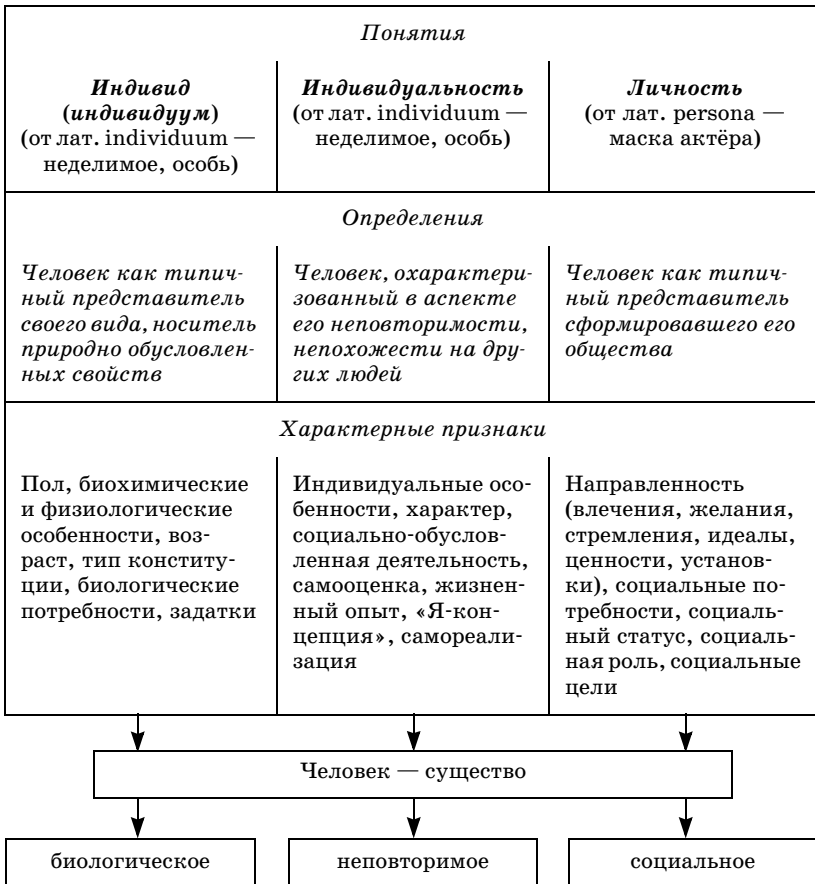 Понятия
Индивид
(индивидуум)
(от лат. individuum —
неделимое, особь)
Индивидуальность
(от лат. individuum —
неделимое, особь)
Личность
(от лат. persona —
маска актёра)
Определения
Человек как типич-
ный представитель
своего вида, носитель
природно обусловлен-
ных свойств
Человек, охарактери-
зованный в аспекте
его неповторимости,
непохожести на дру-
гих людей
Человек как типич-
ный представитель
сформировавшего его
общества
Характерные признаки
Пол, биохимические
и физиологические
особенности, воз-
раст, тип конститу-
ции, биологические
потребности, задатки
Индивидуальные осо-
бенности, характер,
социально-обуслов-
ленная деятельность,
самооценка, жизнен-
ный опыт, «Я-кон-
цепция», самореали-
зация
Направленность
(влечения, желания,
стремления, идеалы,
ценности, установ-
ки), социальные по-
требности, социаль-
ный статус, социаль-
ная роль, социальные
цели
Человек — существо
биологическое
неповторимое
социальное